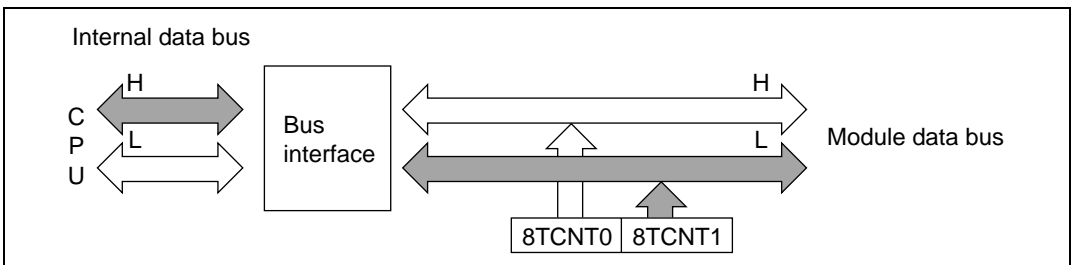 Internal data bus
H
H
C
P
U
L
L
Bus
interface
Module data bus
8TCNT0
8TCNT1